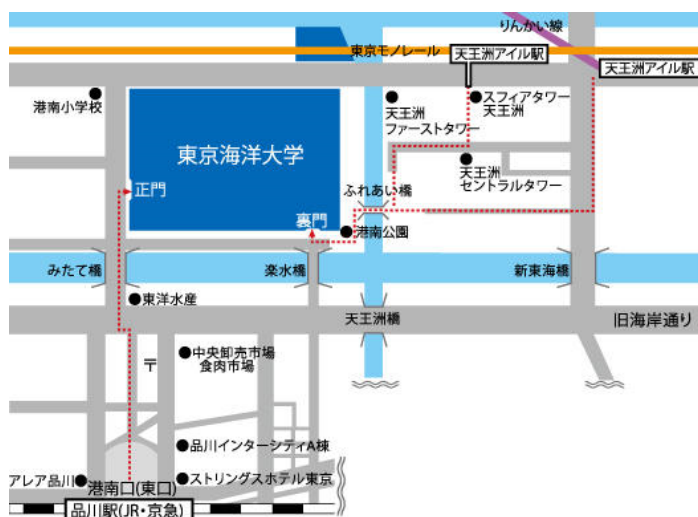 りんかい線
東京モノレール
天王洲アイル駅
天王洲アイル駅
港南小学校
スフィアタワー
天王洲
天王洲
ファーストタワー
東京海洋大学
天王洲
セントラルタワー
正門
ふれあい橋
裏門
港南公園
みたて橋
楽水橋
新東海橋
東洋水産
天王洲橋
旧海岸通り
〒
中央卸売市場
食肉市場
品川インターシティA棟
アレア品川
ストリングスホテル東京
港南口(東口)
品川駅(JR・京急)